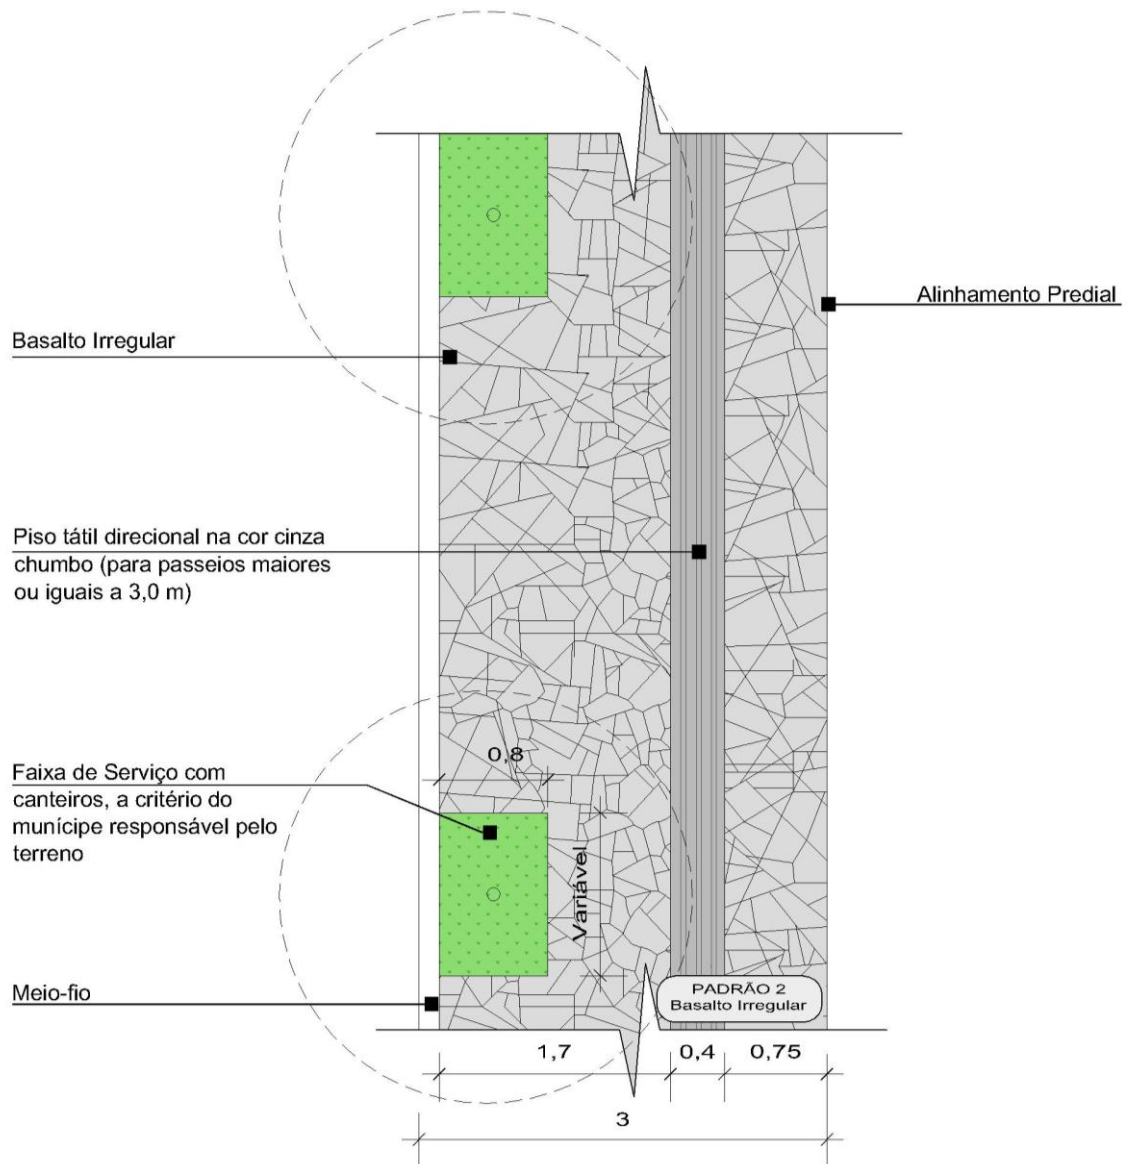 Alinhamento Predial
Basalto Irregular
Piso tátil direcional na cor cinza
chumbo (para passeios maiores
ou iguais a 3,0 m)
0,8
Faixa de Serviço com
canteiros, a critério do
munícipe responsável pelo
terreno
Variável
Meio-fio
PADRÃO 2
Basalto Irregular
1,7
0,4
0,75
3